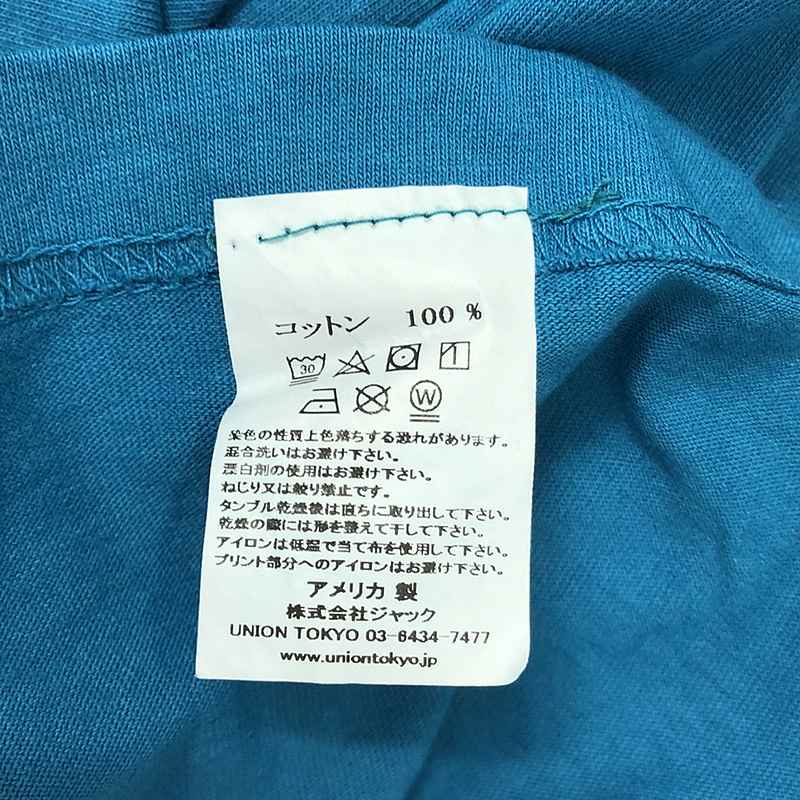 コットン 100 %
30
W
染色の性質上色落ちする恐れがあります。
混合洗いはお避け下さい。
漂白剤の使用はお避け下さい。
ねじり又は絞り禁止です。
タンブル乾燥後は直ちに取り出して下さい。
乾燥の際には形を整えて干して下さい。
アイロンは低温で当て布を使用して下さい。
プリント部分へのアイロンはお避け下さい。
アメリカ 製
株式会社ジャック
UNION TOKYO 03-6434-7477
www.uniontokyo.jp